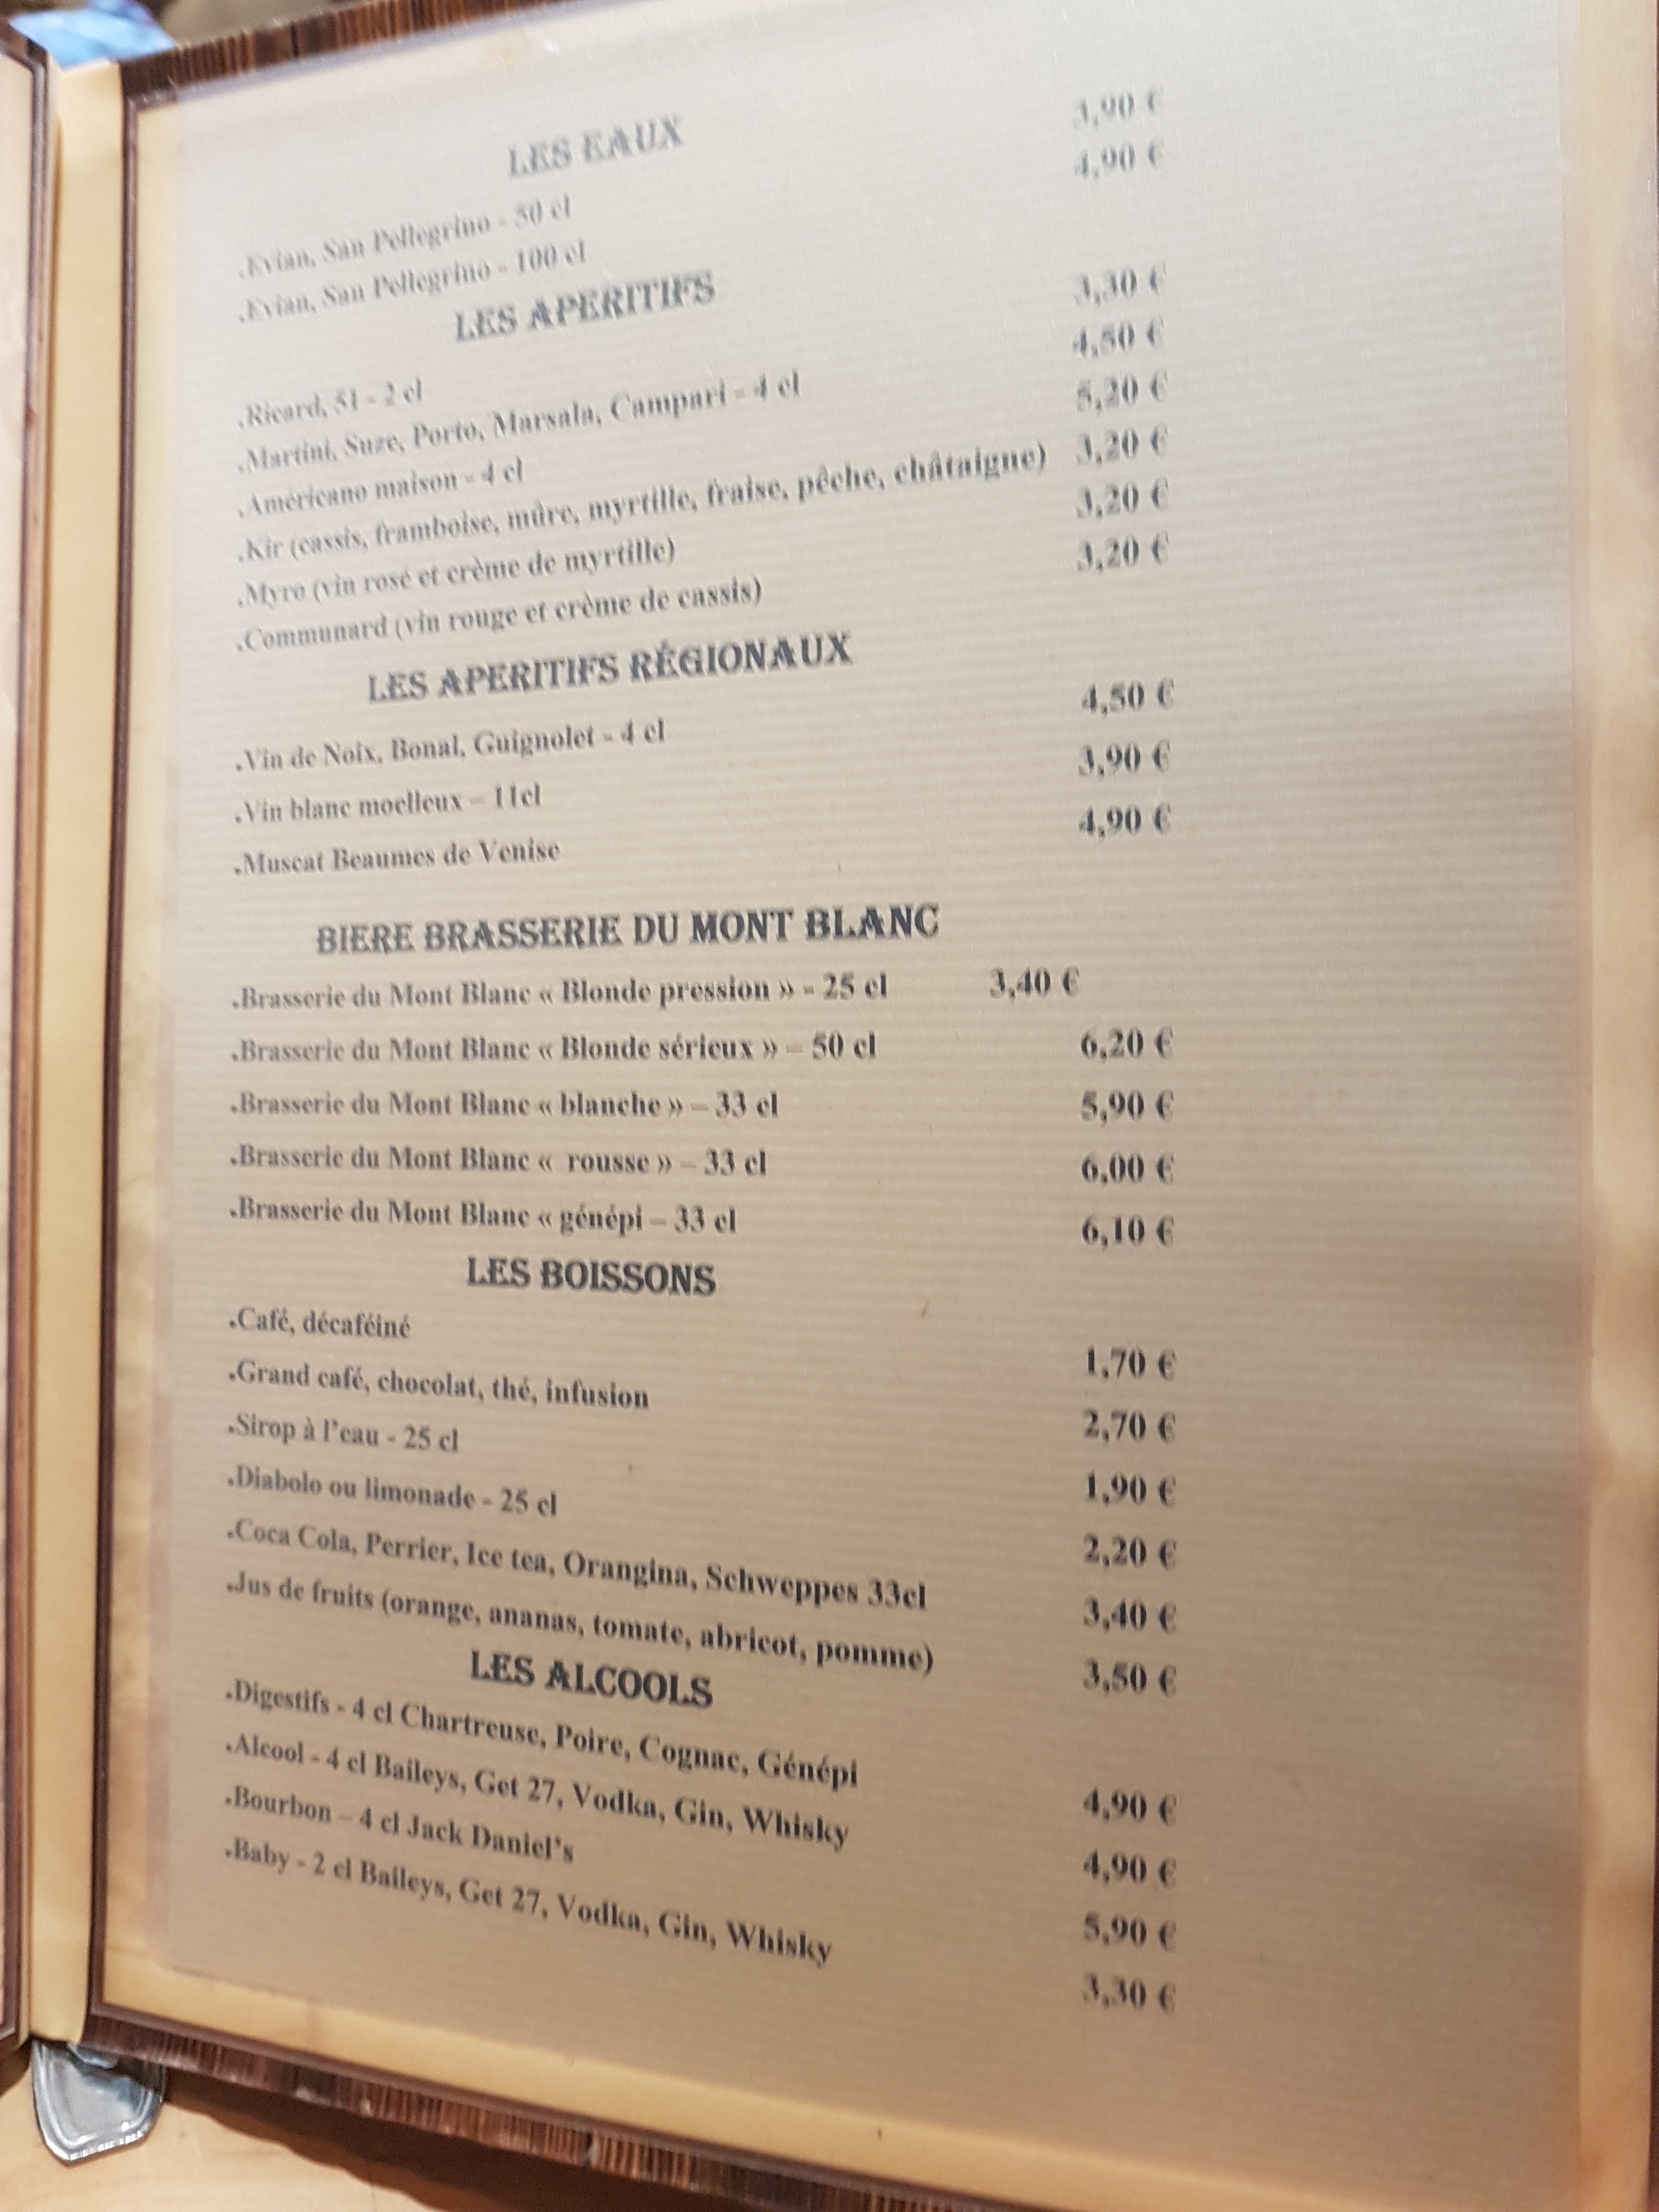 LES EAUX
.Evian, San Pellegrino - 50 cl 3,90 €
.Evian, San Pellegrino - 100 cl 4,90 €
LES APERITIFS
.Ricard, 51 - 2 cl 3,30 €
.Martini, Suze, Porto, Marsala, Campari - 4 cl 4,50 €
.Américano maison - 4 cl 5,20 €
.Kir (cassis, framboise, mûre, myrtille, fraise, pêche, châtaigne) 3,20 €
.Myro (vin rosé et crème de myrtille) 3,20 €
.Communard (vin rouge et crème de cassis) 3,20 €
LES APERITIFS RÉGIONAUX
.Vin de Noix, Bonal, Guignolet - 4 cl 4,50 €
.Vin blanc moelleux – 11cl 3,90 €
.Muscat Beaumes de Venise 4,90 €
BIERE BRASSERIE DU MONT BLANC
.Brasserie du Mont Blanc « Blonde pression » - 25 cl 3,40 €
.Brasserie du Mont Blanc « Blonde sérieux » – 50 cl 6,20 €
.Brasserie du Mont Blanc « blanche » – 33 cl 5,90 €
.Brasserie du Mont Blanc « rousse » – 33 cl 6,00 €
.Brasserie du Mont Blanc « génépi – 33 cl 6,10 €
LES BOISSONS
.Café, décaféiné 1,70 €
.Grand café, chocolat, thé, infusion 2,70 €
.Sirop à l'eau - 25 cl 1,90 €
.Diabolo ou limonade - 25 cl 2,20 €
.Coca Cola, Perrier, Ice tea, Orangina, Schweppes 33cl 3,40 €
.Jus de fruits (orange, ananas, tomate, abricot, pomme) 3,50 €
LES ALCOOLS
.Digestifs - 4 cl Chartreuse, Poire, Cognac, Génépi 4,90 €
.Alcool - 4 cl Baileys, Get 27, Vodka, Gin, Whisky 4,90 €
.Bourbon – 4 cl Jack Daniel's 5,90 €
.Baby - 2 cl Baileys, Get 27, Vodka, Gin, Whisky 3,30 €